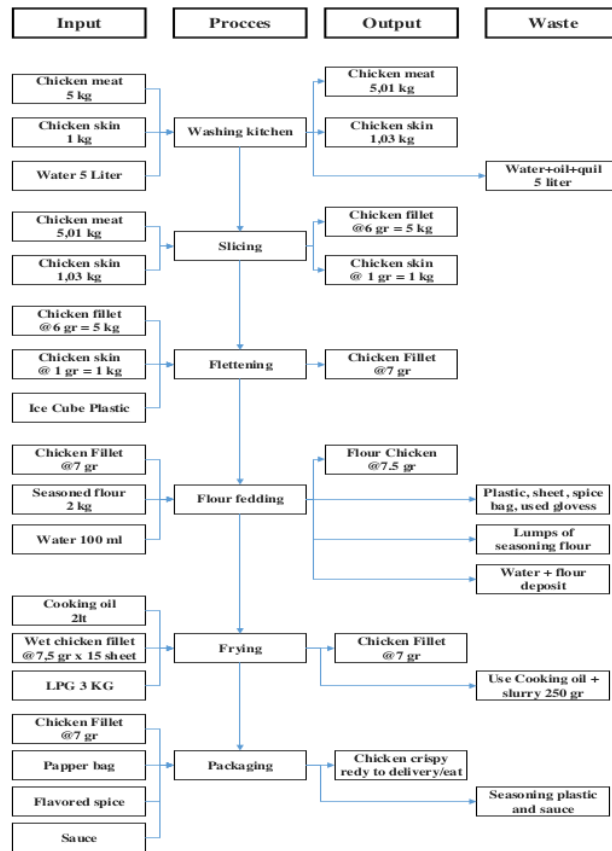 Input
Procces
Output
Waste
Chicken meat
5 kg
Chicken skin
1 kg
Water 5 Liter
Washing kitchen
Chicken meat
5,01 kg
Chicken skin
1,03 kg
Water+oil+quil
5 liter
Chicken meat
5,01 kg
Chicken skin
1,03 kg
Slicing
Chicken fillet
@6 gr = 5 kg
Chicken skin
@ 1 gr = 1 kg
Chicken fillet
@6 gr = 5 kg
Chicken skin
@ 1 gr = 1 kg
Ice Cube Plastic
Flettening
Chicken Fillet
@7 gr
Chicken Fillet
@7 gr
Seasoned flour
2 kg
Water 100 ml
Flour fedding
Flour Chicken
@7.5 gr
Plastic, sheet, spice
bag, used glovess
Lumps of
seasoning flour
Water + flour
deposit
Cooking oil
2lt
Wet chicken fillet
@7,5 gr x 15 sheet
LPG 3 KG
Frying
Chicken Fillet
@7 gr
Use Cooking oil +
slurry 250 gr
Chicken Fillet
@7 gr
Papper bag
Flavored spice
Sauce
Packaging
Chicken crispy
redy to delivery/eat
Seasoning plastic
and sauce